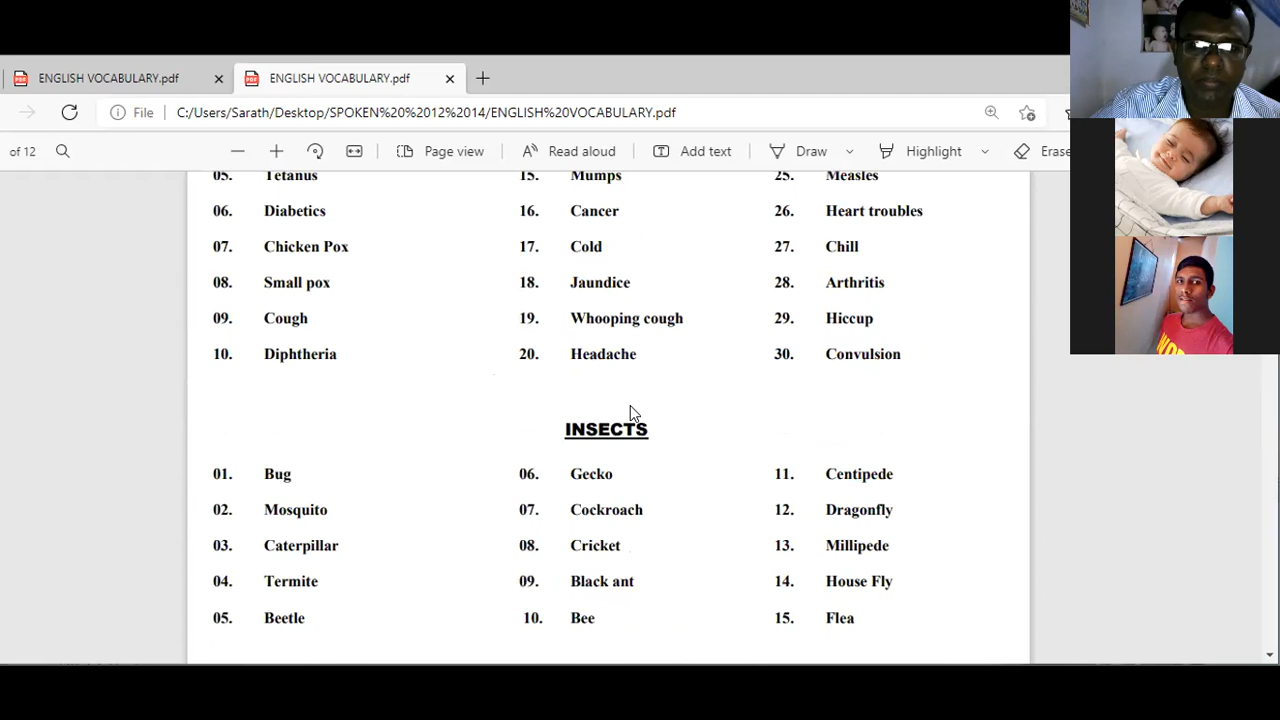 ENGLISH VOCABULARY.pdf ENGLISH VOCABULARY.pdf
File C:/Users/Sarath/Desktop/SPOKEN%20%2012%2014/ENGLISH%20VOCABULARY.pdf
of 12 Page view Read aloud Add text Draw Highlight Erase
05. Tetanus 15. Mumps 25. Measles
06. Diabetics 16. Cancer 26. Heart troubles
07. Chicken Pox 17. Cold 27. Chill
08. Small pox 18. Jaundice 28. Arthritis
09. Cough 19. Whooping cough 29. Hiccup
10. Diphtheria 20. Headache 30. Convulsion
INSECTS
01. Bug 06. Gecko 11. Centipede
02. Mosquito 07. Cockroach 12. Dragonfly
03. Caterpillar 08. Cricket 13. Millipede
04. Termite 09. Black ant 14. House Fly
05. Beetle 10. Bee 15. Flea